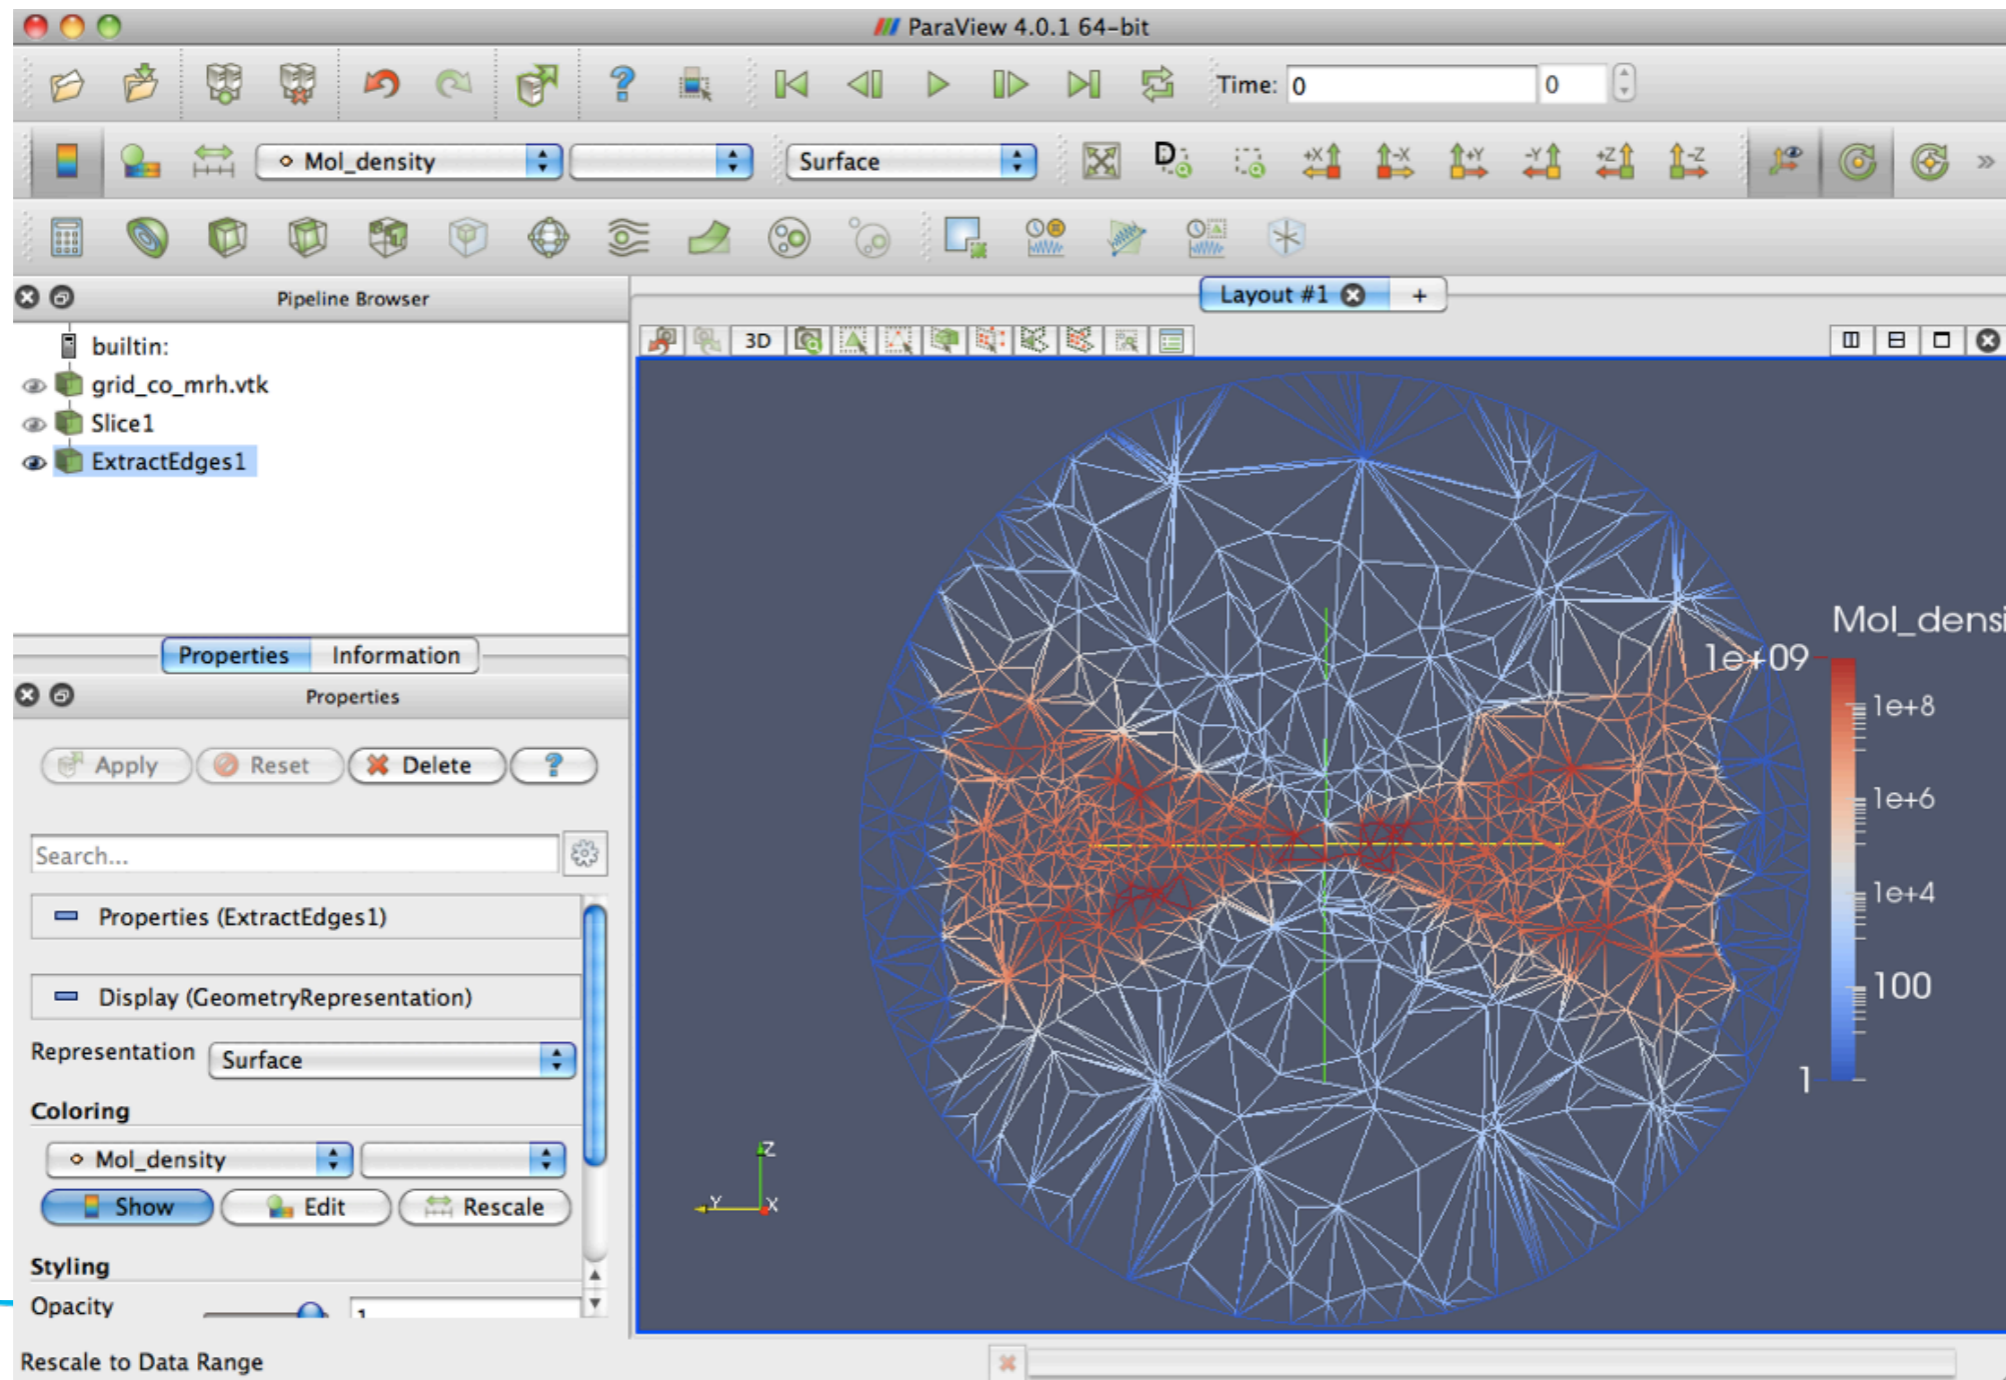 ParaView 4.0.1 64-bit
Time: 0 0
Mol_density Surface
D
+X -X +Y -Y +Z -Z
»
Pipeline Browser
Layout #1 +
3D
builtin:
grid_co_mrh.vtk
Slice1
ExtractEdges1
Properties Information
Properties
Apply Reset Delete ?
Search...
Properties (ExtractEdges1)
Display (GeometryRepresentation)
Representation Surface
Coloring
Mol_density
Show Edit Rescale
Styling
Opacity 1
Rescale to Data Range
Mol_densi
1e+09
1e+8
1e+6
1e+4
100
1
Z
Y X